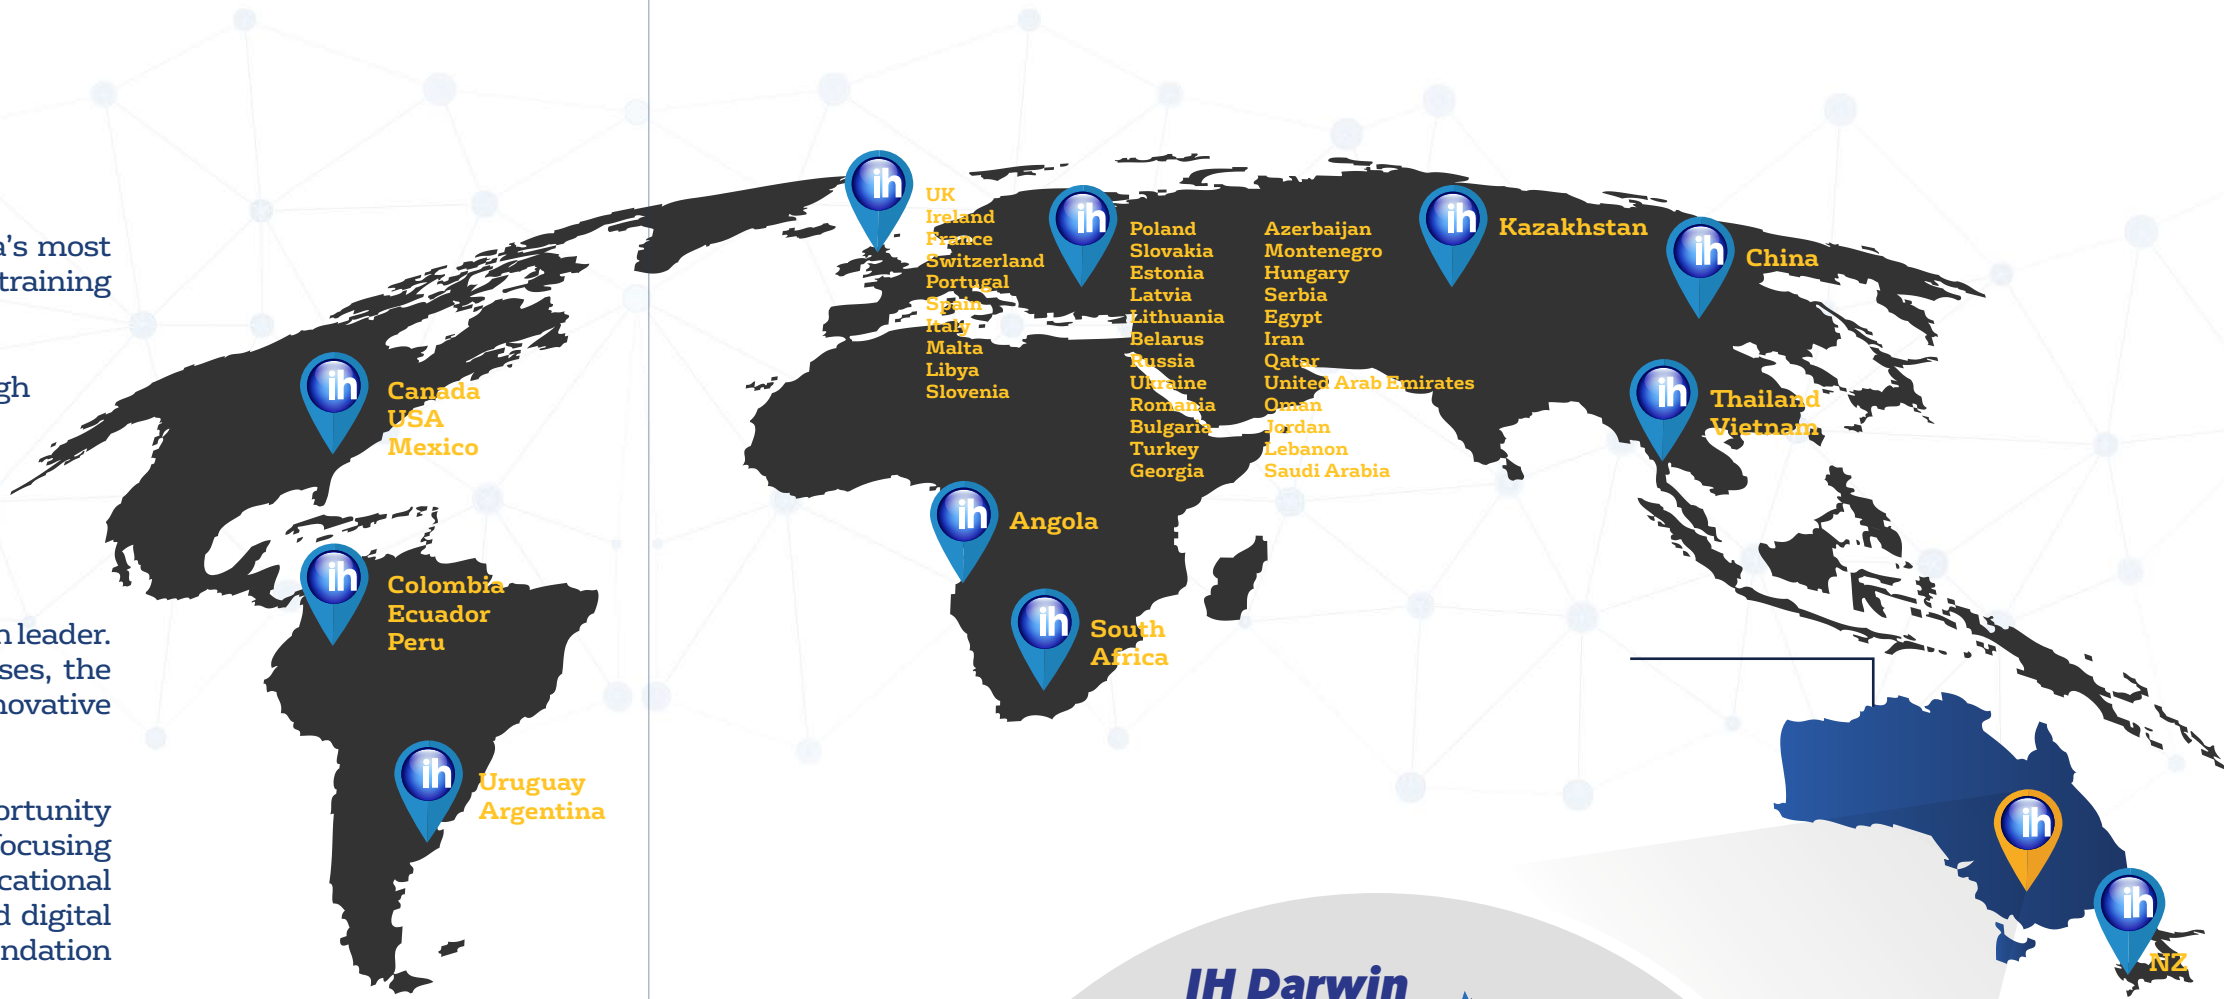 a's most
training
gh
n leader.
ses, the
novative
ortunity
focusing
cational
d digital
ndation
ih
Canada
USA
Mexico
ih
Colombia
Ecuador
Peru
ih
Uruguay
Argentina
ih
UK
Ireland
France
Switzerland
Portugal
Spain
Italy
Malta
Libya
Slovenia
ih
Poland
Slovakia
Estonia
Latvia
Lithuania
Belarus
Russia
Ukraine
Romania
Bulgaria
Turkey
Georgia
Azerbaijan
Montenegro
Hungary
Serbia
Egypt
Iran
Qatar
United Arab Emirates
Oman
Jordan
Lebanon
Saudi Arabia
ih
Kazakhstan
ih
China
ih
Thailand
Vietnam
ih
Angola
ih
South
Africa
ih
ih
NZ
IH Darwin